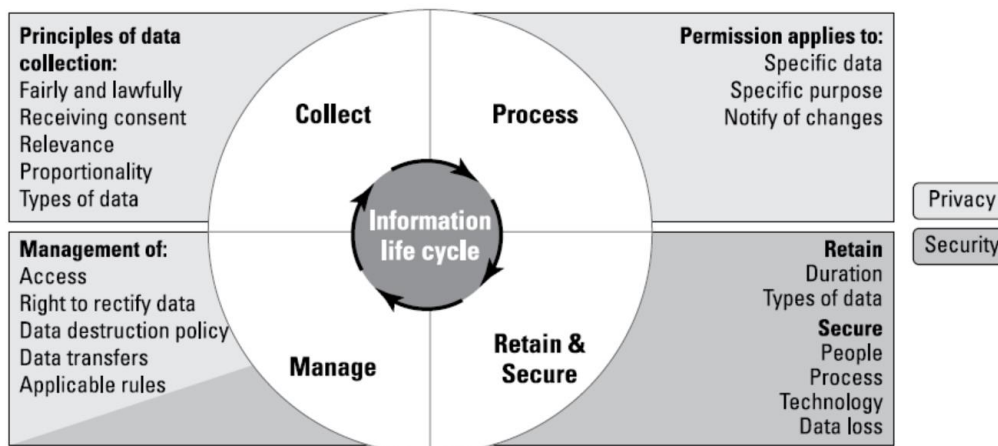 Principles of data
collection:
Fairly and lawfully
Receiving consent
Relevance
Proportionality
Types of data
Collect
Process
Permission applies to:
Specific data
Specific purpose
Notify of changes
Information
life cycle
Privacy
Security
Management of:
Access
Right to rectify data
Data destruction policy
Data transfers
Applicable rules
Manage
Retain &
Secure
Retain
Duration
Types of data
Secure
People
Process
Technology
Data loss